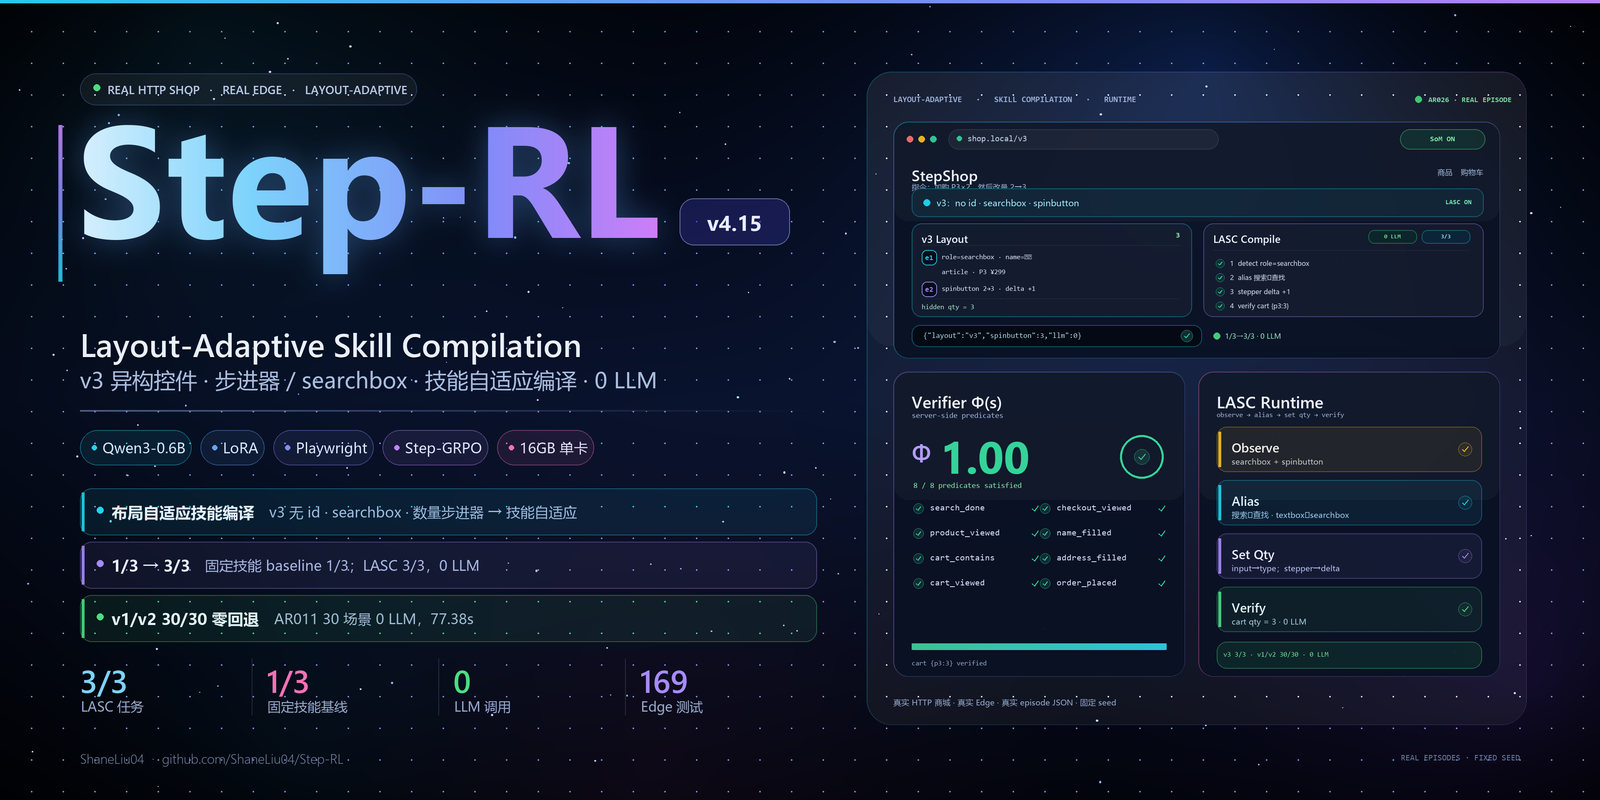 REAL HTTP SHOP · REAL EDGE · LAYOUT-ADAPTIVE
Step-RL
v4.15
Layout-Adaptive Skill Compilation
v3 异构控件 · 步进器 / searchbox · 技能自适应编译 · 0 LLM
Qwen3-0.6B
LoRA
Playwright
Step-GRPO
16GB 单卡
布局自适应技能编译 v3 无 id · searchbox · 数量步进器 → 技能自适应
1/3 → 3/3 固定技能 baseline 1/3；LASC 3/3，0 LLM
v1/v2 30/30 零回退 AR011 30 场景 0 LLM，77.38s
3/3
LASC 任务
1/3
固定技能基线
0
LLM 调用
169
Edge 测试
ShaneLiu04 · github.com/ShaneLiu04/Step-RL
LAYOUT-ADAPTIVE · SKILL COMPILATION · RUNTIME
AR026 · REAL EPISODE
shop.local/v3
SoM ON
StepShop
商品 购物车
v3: no id · searchbox · spinbutton
LASC ON
v3 Layout
3
e1 role=searchbox · name=
article · P3 ¥299
e2 spinbutton 2→3 · delta +1
hidden qty = 3
LASC Compile
0 LLM
3/3
1 detect role=searchbox
2 alias 搜索 直找
3 stepper delta +1
4 verify cart {p3:3}
{"layout":"v3","spinbutton":3,"llm":0}
1/3→3/3 · 0 LLM
Verifier Φ(s)
server-side predicates
Φ 1.00
8 / 8 predicates satisfied
search_done
checkout_viewed
product_viewed
name_filled
cart_contains
address_filled
cart_viewed
order_placed
cart {p3:3} verified
LASC Runtime
observe → alias → set qty → verify
Observe
searchbox + spinbutton
Alias
搜索 直找 · textbox searchbox
Set Qty
input→type; stepper→delta
Verify
cart qty = 3 · 0 LLM
v3 3/3 · v1/v2 30/30 · 0 LLM
真实 HTTP 商城 · 真实 Edge · 真实 episode JSON · 固定 seed
REAL EPISODES · FIXED SEED